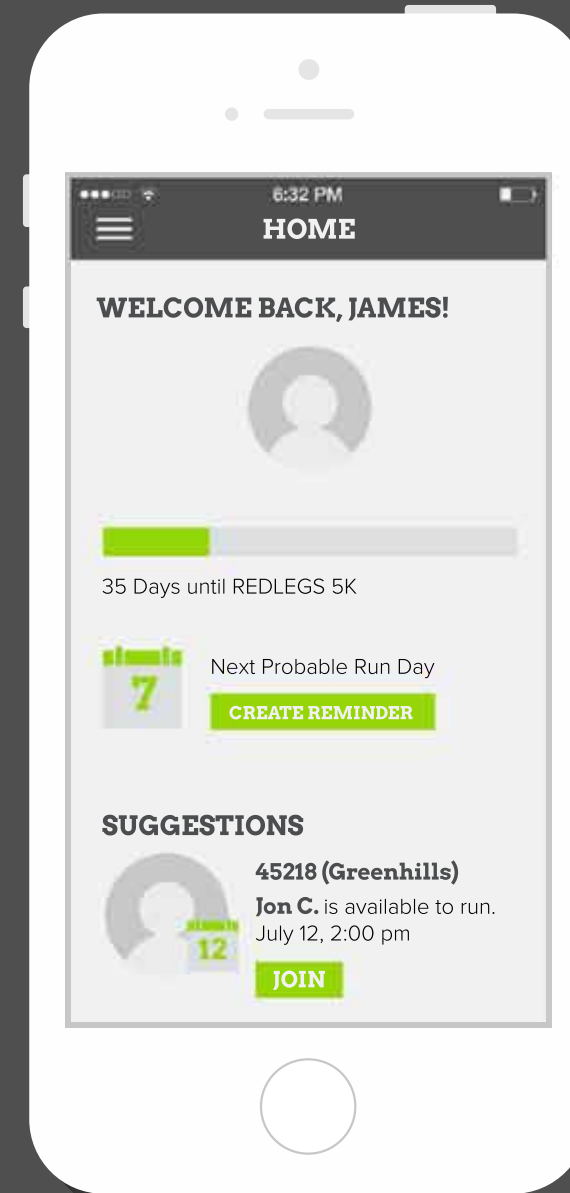 6:32 PM
HOME
WELCOME BACK, JAMES!
35 Days until REDLEGS 5K
7
Next Probable Run Day
CREATE REMINDER
SUGGESTIONS
45218 (Greenhills)
Jon C. is available to run.
12
July 12, 2:00 pm
JOIN